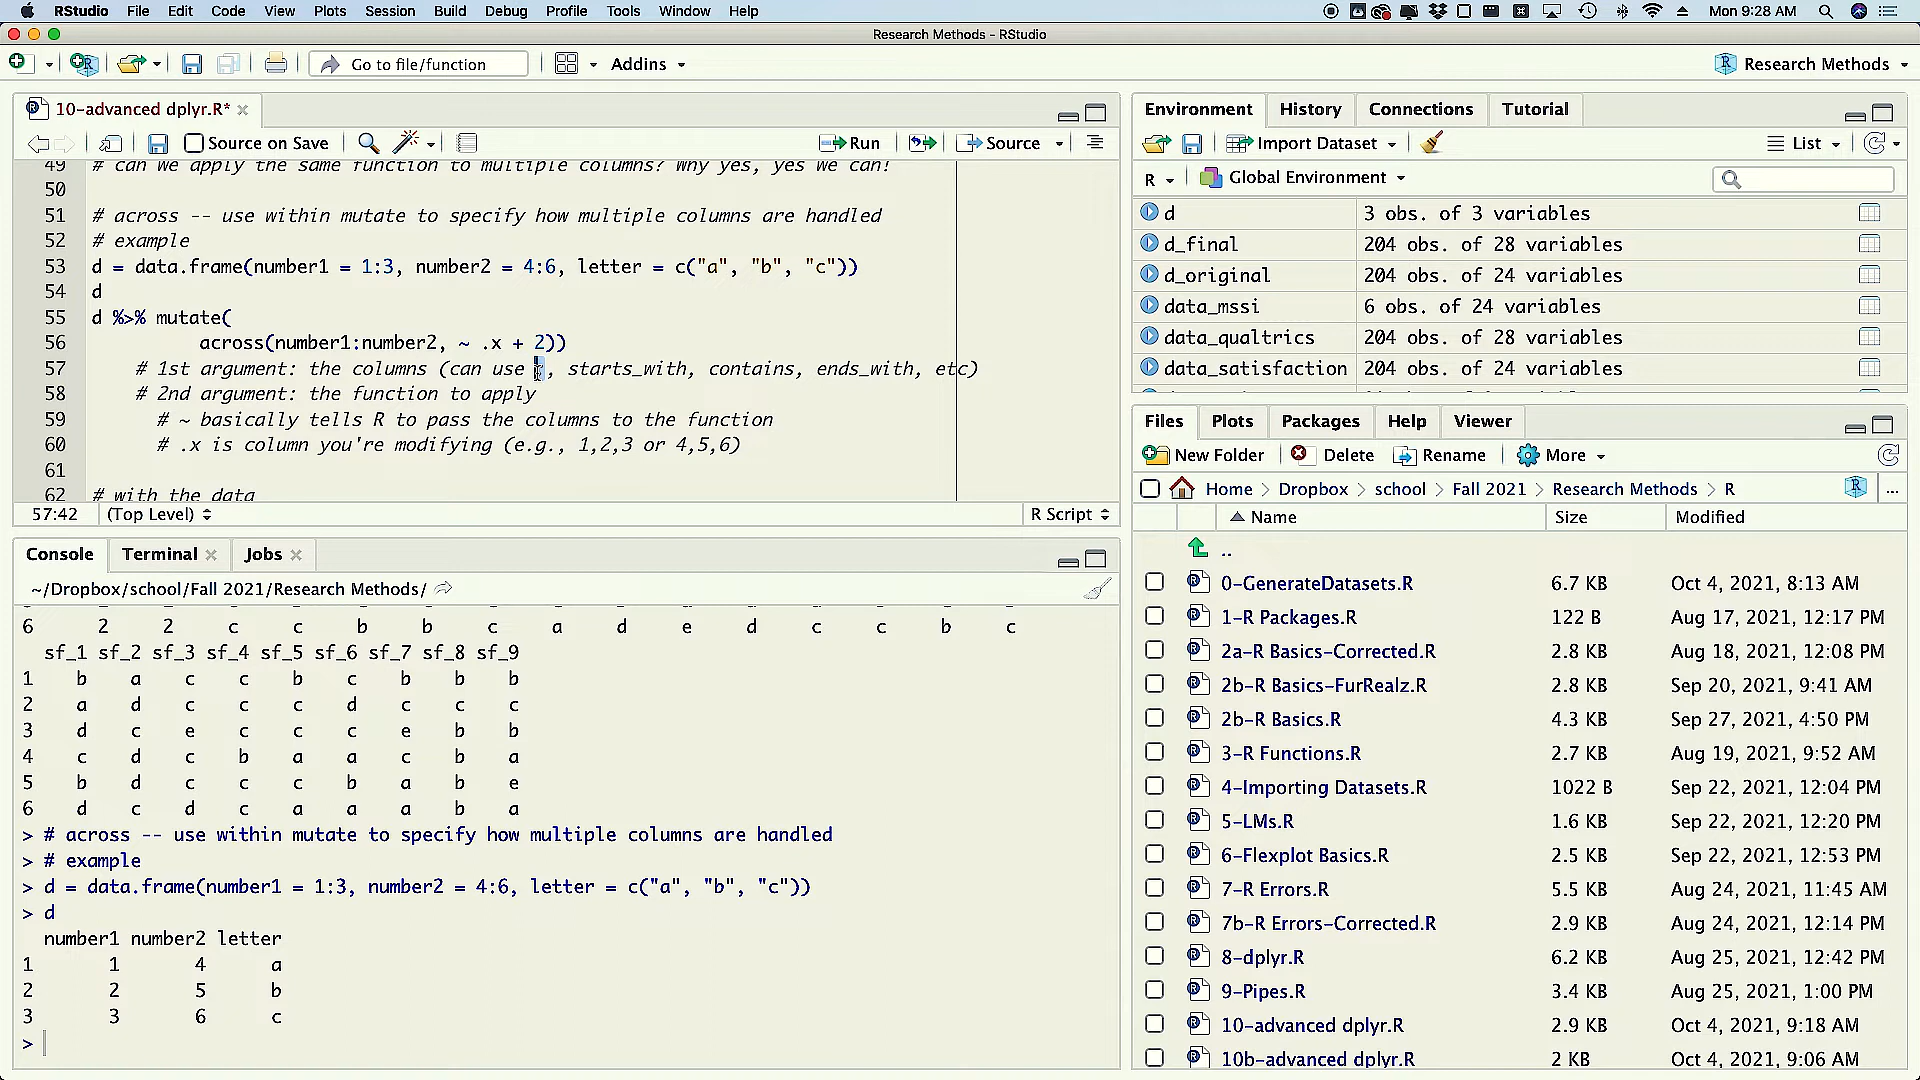 RStudio File Edit Code View Plots Session Build Debug Profile Tools Window Help Mon 9:28 AM
Research Methods - RStudio
Go to file/function Addins Research Methods
10-advanced dplyr.R*
Source on Save Run Source
49 # can we apply the same function to multiple columns? Why yes, yes we can!
50
51 # across -- use within mutate to specify how multiple columns are handled
52 # example
53 d = data.frame(number1 = 1:3, number2 = 4:6, letter = c("a", "b", "c"))
54 d
55 d %>% mutate(
56 across(number1:number2, ~ .x + 2))
57 # 1st argument: the columns (can use , starts_with, contains, ends_with, etc)
58 # 2nd argument: the function to apply
59 # ~ basically tells R to pass the columns to the function
60 # .x is column you're modifying (e.g., 1,2,3 or 4,5,6)
61
62 # with the data
57:42 (Top Level) R Script
Console Terminal Jobs
~/Dropbox/school/Fall 2021/Research Methods/
6 2 2 c c b b c a d e d c c b c
sf_1 sf_2 sf_3 sf_4 sf_5 sf_6 sf_7 sf_8 sf_9
1 b a c c b c b b b
2 a d c c c d c c c
3 d c e c c c e b b
4 c d c b a a c b a
5 b d c c c b a b e
6 d c d c a a a b a
> # across -- use within mutate to specify how multiple columns are handled
> # example
> d = data.frame(number1 = 1:3, number2 = 4:6, letter = c("a", "b", "c"))
> d
number1 number2 letter
1 1 4 a
2 2 5 b
3 3 6 c
>
Environment History Connections Tutorial
Import Dataset List
R Global Environment
d 3 obs. of 3 variables
d_final 204 obs. of 28 variables
d_original 204 obs. of 24 variables
data_mssi 6 obs. of 24 variables
data_qualtrics 204 obs. of 28 variables
data_satisfaction 204 obs. of 24 variables
Files Plots Packages Help Viewer
New Folder Delete Rename More
Home > Dropbox > school > Fall 2021 > Research Methods > R ...
Name Size Modified
..
0-GenerateDatasets.R 6.7 KB Oct 4, 2021, 8:13 AM
1-R Packages.R 122 B Aug 17, 2021, 12:17 PM
2a-R Basics-Corrected.R 2.8 KB Aug 18, 2021, 12:08 PM
2b-R Basics-FurRealz.R 2.8 KB Sep 20, 2021, 9:41 AM
2b-R Basics.R 4.3 KB Sep 27, 2021, 4:50 PM
3-R Functions.R 2.7 KB Aug 19, 2021, 9:52 AM
4-Importing Datasets.R 1022 B Sep 22, 2021, 12:04 PM
5-LMs.R 1.6 KB Sep 22, 2021, 12:20 PM
6-Flexplot Basics.R 2.5 KB Sep 22, 2021, 12:53 PM
7-R Errors.R 5.5 KB Aug 24, 2021, 11:45 AM
7b-R Errors-Corrected.R 2.9 KB Aug 24, 2021, 12:14 PM
8-dplyr.R 6.2 KB Aug 25, 2021, 12:42 PM
9-Pipes.R 3.4 KB Aug 25, 2021, 1:00 PM
10-advanced dplyr.R 2.9 KB Oct 4, 2021, 9:18 AM
10b-advanced dplyr.R 2 KB Oct 4, 2021, 9:06 AM